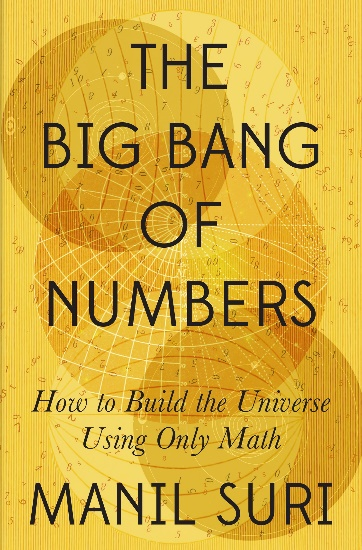 THE
BIG BANG
OF
NUMBERS
How to Build the Universe
Using Only Math
MANIL SURI